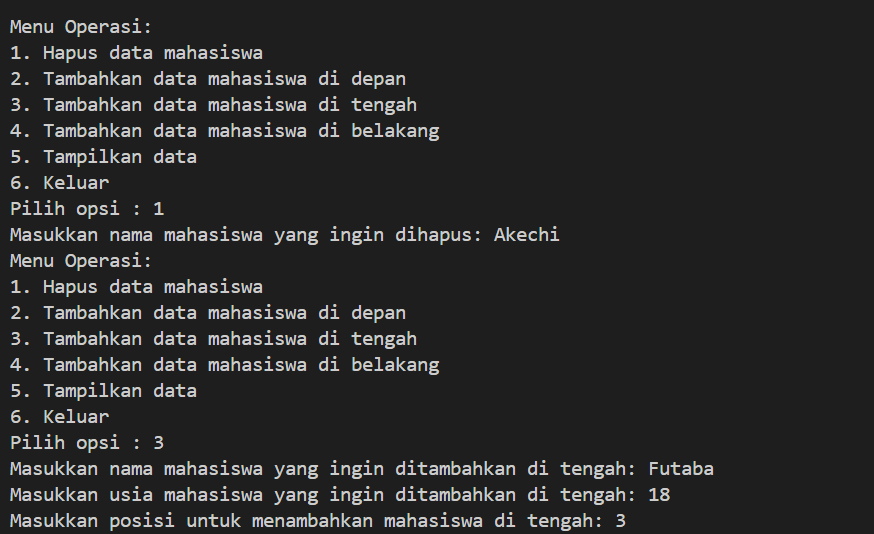 Menu Operasi:
1. Hapus data mahasiswa
2. Tambahkan data mahasiswa di depan
3. Tambahkan data mahasiswa di tengah
4. Tambahkan data mahasiswa di belakang
5. Tampilkan data
6. Keluar
Pilih opsi : 1
Masukkan nama mahasiswa yang ingin dihapus: Akechi
Menu Operasi:
1. Hapus data mahasiswa
2. Tambahkan data mahasiswa di depan
3. Tambahkan data mahasiswa di tengah
4. Tambahkan data mahasiswa di belakang
5. Tampilkan data
6. Keluar
Pilih opsi : 3
Masukkan nama mahasiswa yang ingin ditambahkan di tengah: Futaba
Masukkan usia mahasiswa yang ingin ditambahkan di tengah: 18
Masukkan posisi untuk menambahkan mahasiswa di tengah: 3